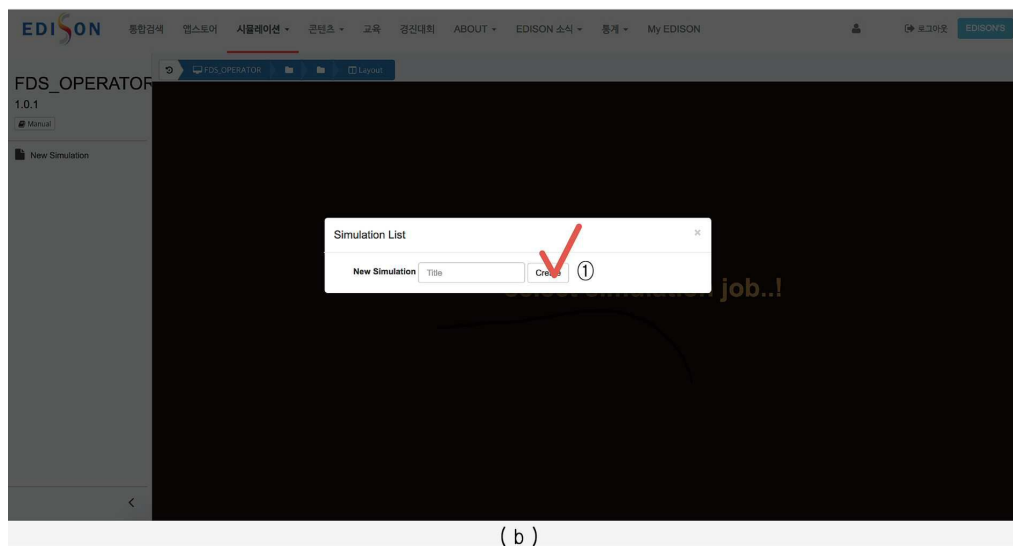 EDISON 통합검색 앱스토어 시뮬레이션 콘텐츠 교육 경진대회 ABOUT EDISON 소식 통계 My EDISON 로그아웃 EDISON'S
FDS_OPERATOR
FDS_OPERATOR Layout
1.0.1
Manual
New Simulation
Simulation List ×
New Simulation Title Create ①
job..!
(b)